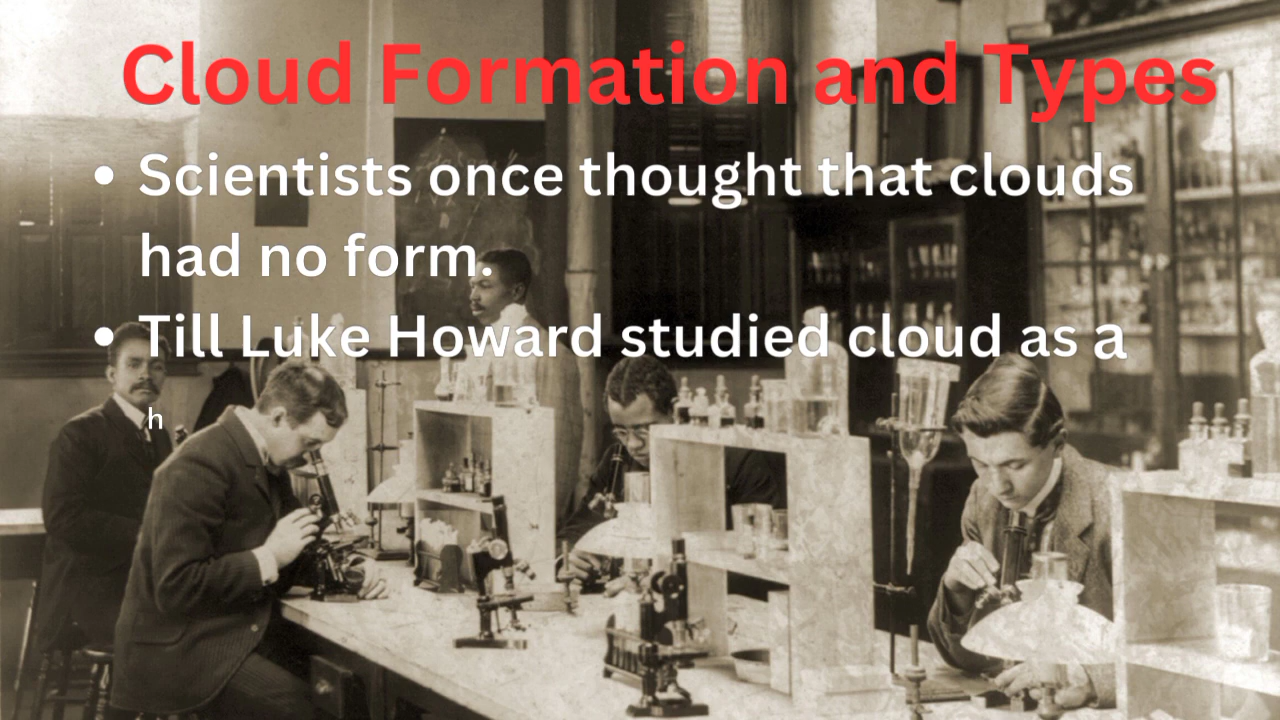 Cloud Formation and Types
• Scientists once thought that clouds
had no form.
• Till Luke Howard studied cloud as a
h